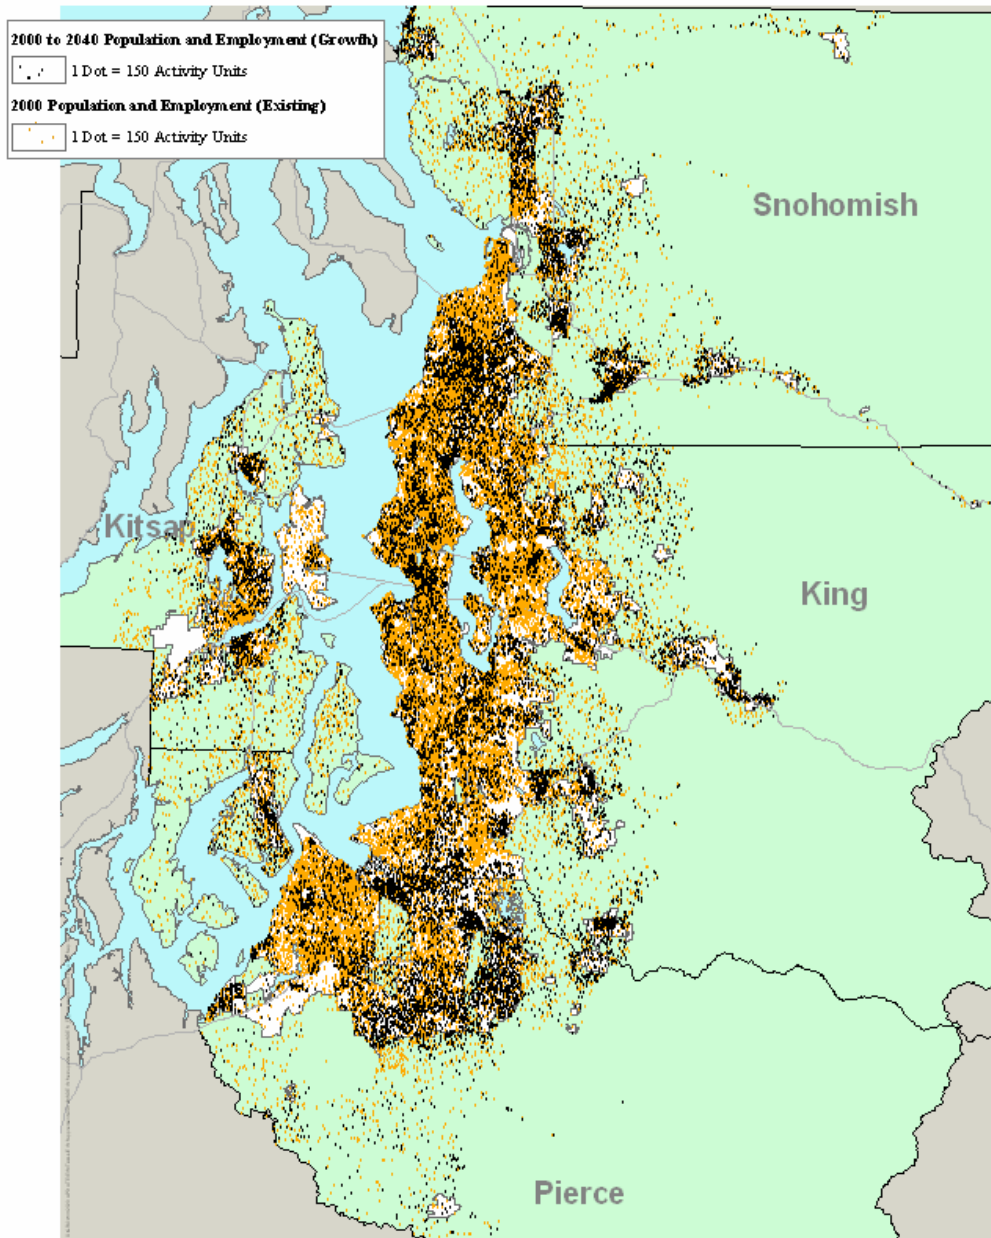 2000 to 2040 Population and Employment (Growth)
1 Dot = 150 Activity Units
2000 Population and Employment (Existing)
1 Dot = 150 Activity Units
Snohomish
Kitsap
King
Pierce